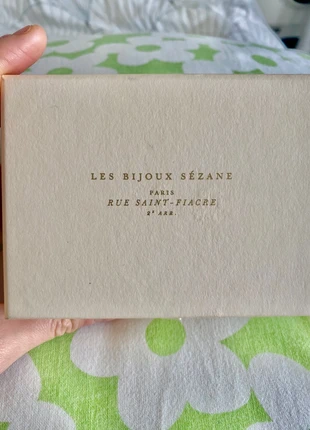 LES BIJOUX SÉZANE
PARIS
RUE SAINT-FIACRE
2ᵉ ARR.